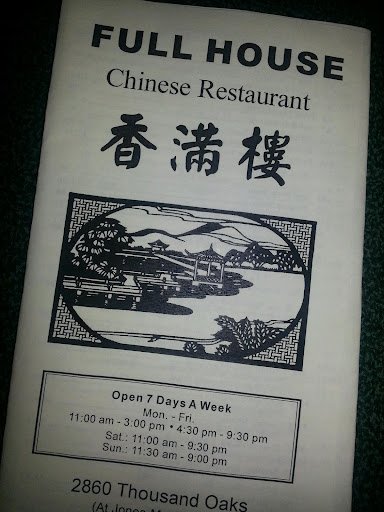 FULL HOUSE
Chinese Restaurant
香滿樓
Open 7 Days A Week
Mon. - Fri.
11:00 am - 3:00 pm • 4:30 pm - 9:30 pm
Sat.: 11:00 am - 9:30 pm
Sun.: 11:30 am - 9:00 pm
2860 Thousand Oaks
(At Jones